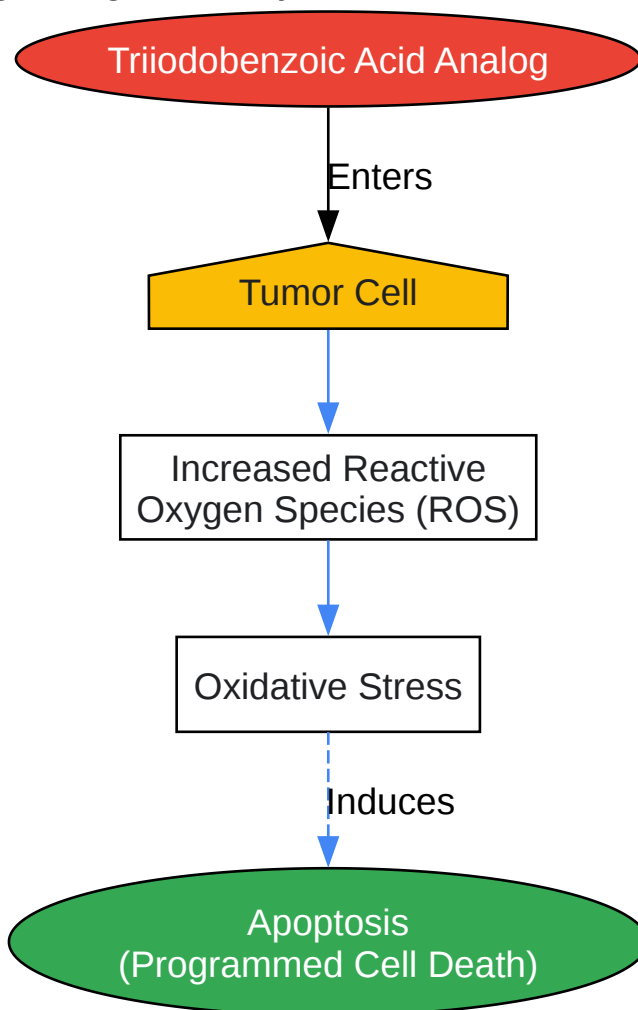 Triiodobenzoic Acid Analog
Enters
Tumor Cell
Increased Reactive
Oxygen Species (ROS)
Oxidative Stress
Induces
Apoptosis
(Programmed Cell Death)